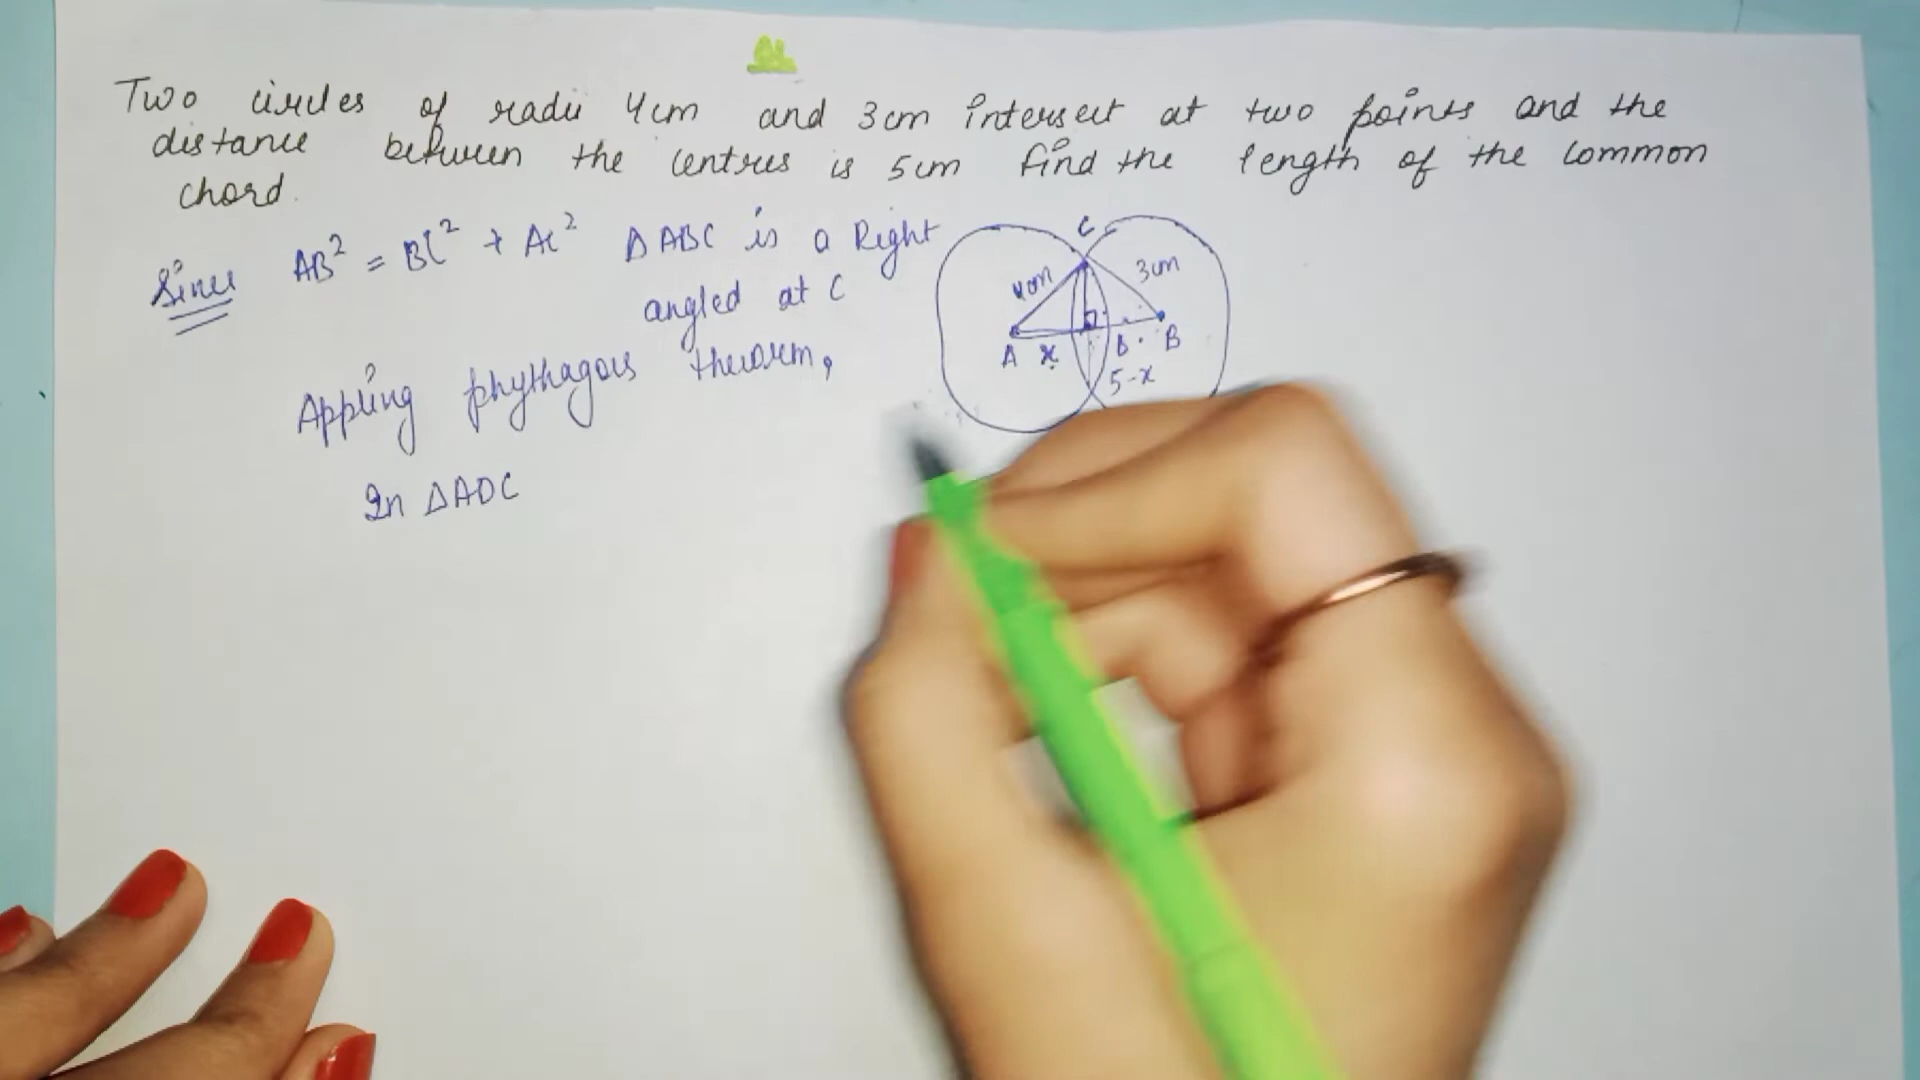 Two circles of radii 4cm and 3cm intersect at two points and the
distance between the centres is 5cm find the length of the common
chord.
Since AB² = BC² + AC² ΔABC is a Right
angled at C
Appling phythagous theorem,
In ΔADC
C
4cm
3cm
A x
B
5-x